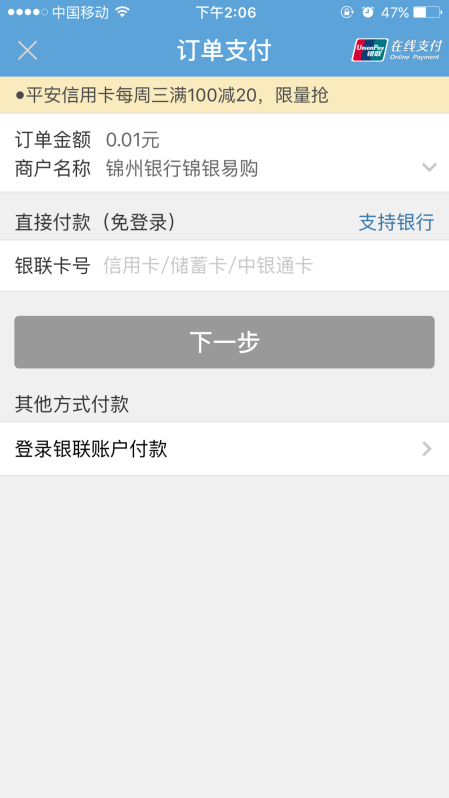 中国移动 下午2:06 47%
订单支付 UnionPay 银联 在线支付 Online Payment
●平安信用卡每周三满100减20，限量抢
订单金额 0.01元
商户名称 锦州银行锦银易购
直接付款（免登录） 支持银行
银联卡号 信用卡/储蓄卡/中银通卡
下一步
其他方式付款
登录银联账户付款